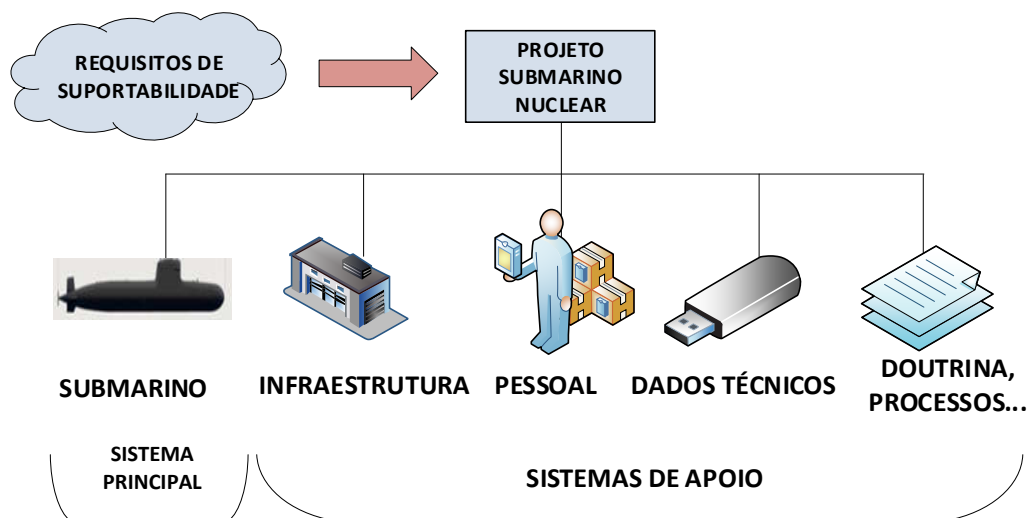 REQUISITOS DE
SUPORTABILIDADE
PROJETO
SUBMARINO
NUCLEAR
SUBMARINO
INFRAESTRUTURA
PESSOAL
DADOS TÉCNICOS
DOUTRINA,
PROCESSOS...
SISTEMA
PRINCIPAL
SISTEMAS DE APOIO